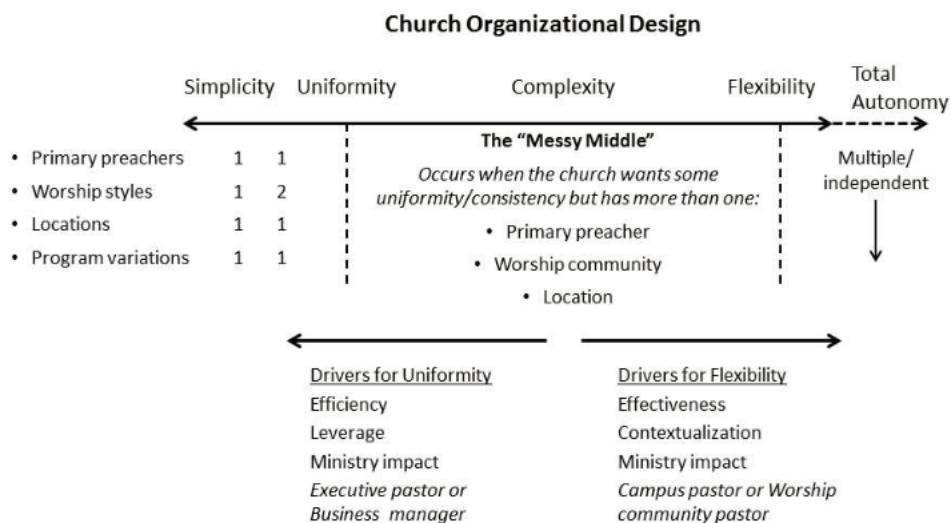 Church Organizational Design
Simplicity Uniformity Complexity Flexibility Total
Autonomy
The “Messy Middle”
• Primary preachers 1 1
• Worship styles 1 2
• Locations 1 1
• Program variations 1 1
Occurs when the church wants some
uniformity/consistency but has more than one:
• Primary preacher
• Worship community
• Location
Multiple/
independent
Drivers for Uniformity
Efficiency
Leverage
Ministry impact
Executive pastor or
Business manager
Drivers for Flexibility
Effectiveness
Contextualization
Ministry impact
Campus pastor or Worship
community pastor